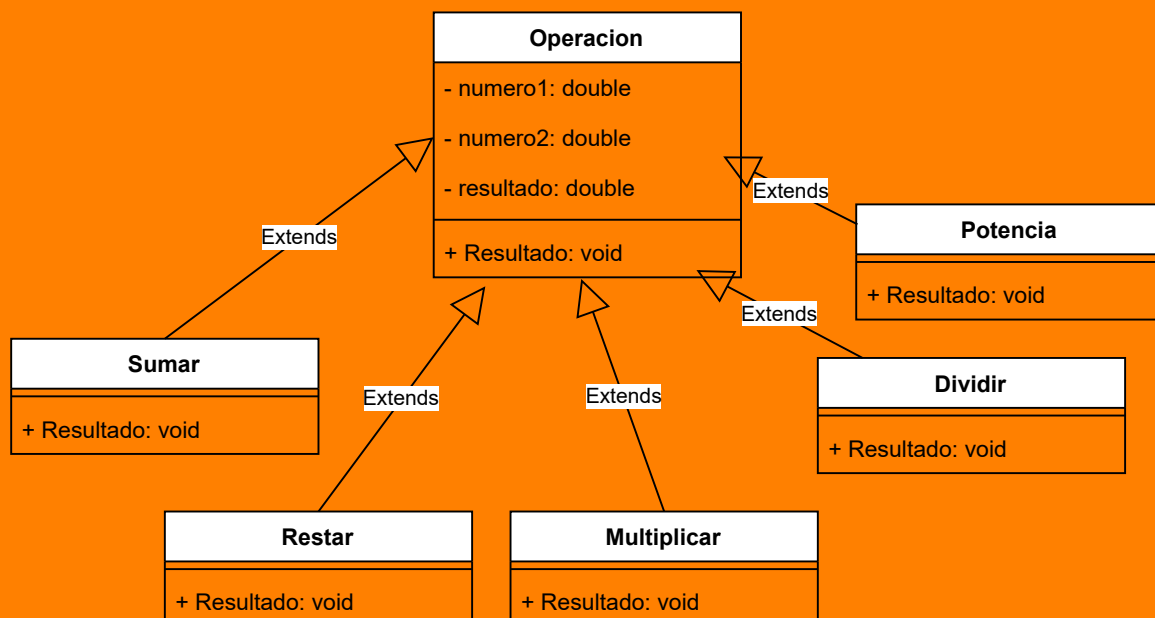 Operacion
- numero1: double
- numero2: double
- resultado: double
+ Resultado: void
Extends
Extends
Extends
Extends
Extends
Potencia
+ Resultado: void
Sumar
+ Resultado: void
Dividir
+ Resultado: void
Restar
+ Resultado: void
Multiplicar
+ Resultado: void